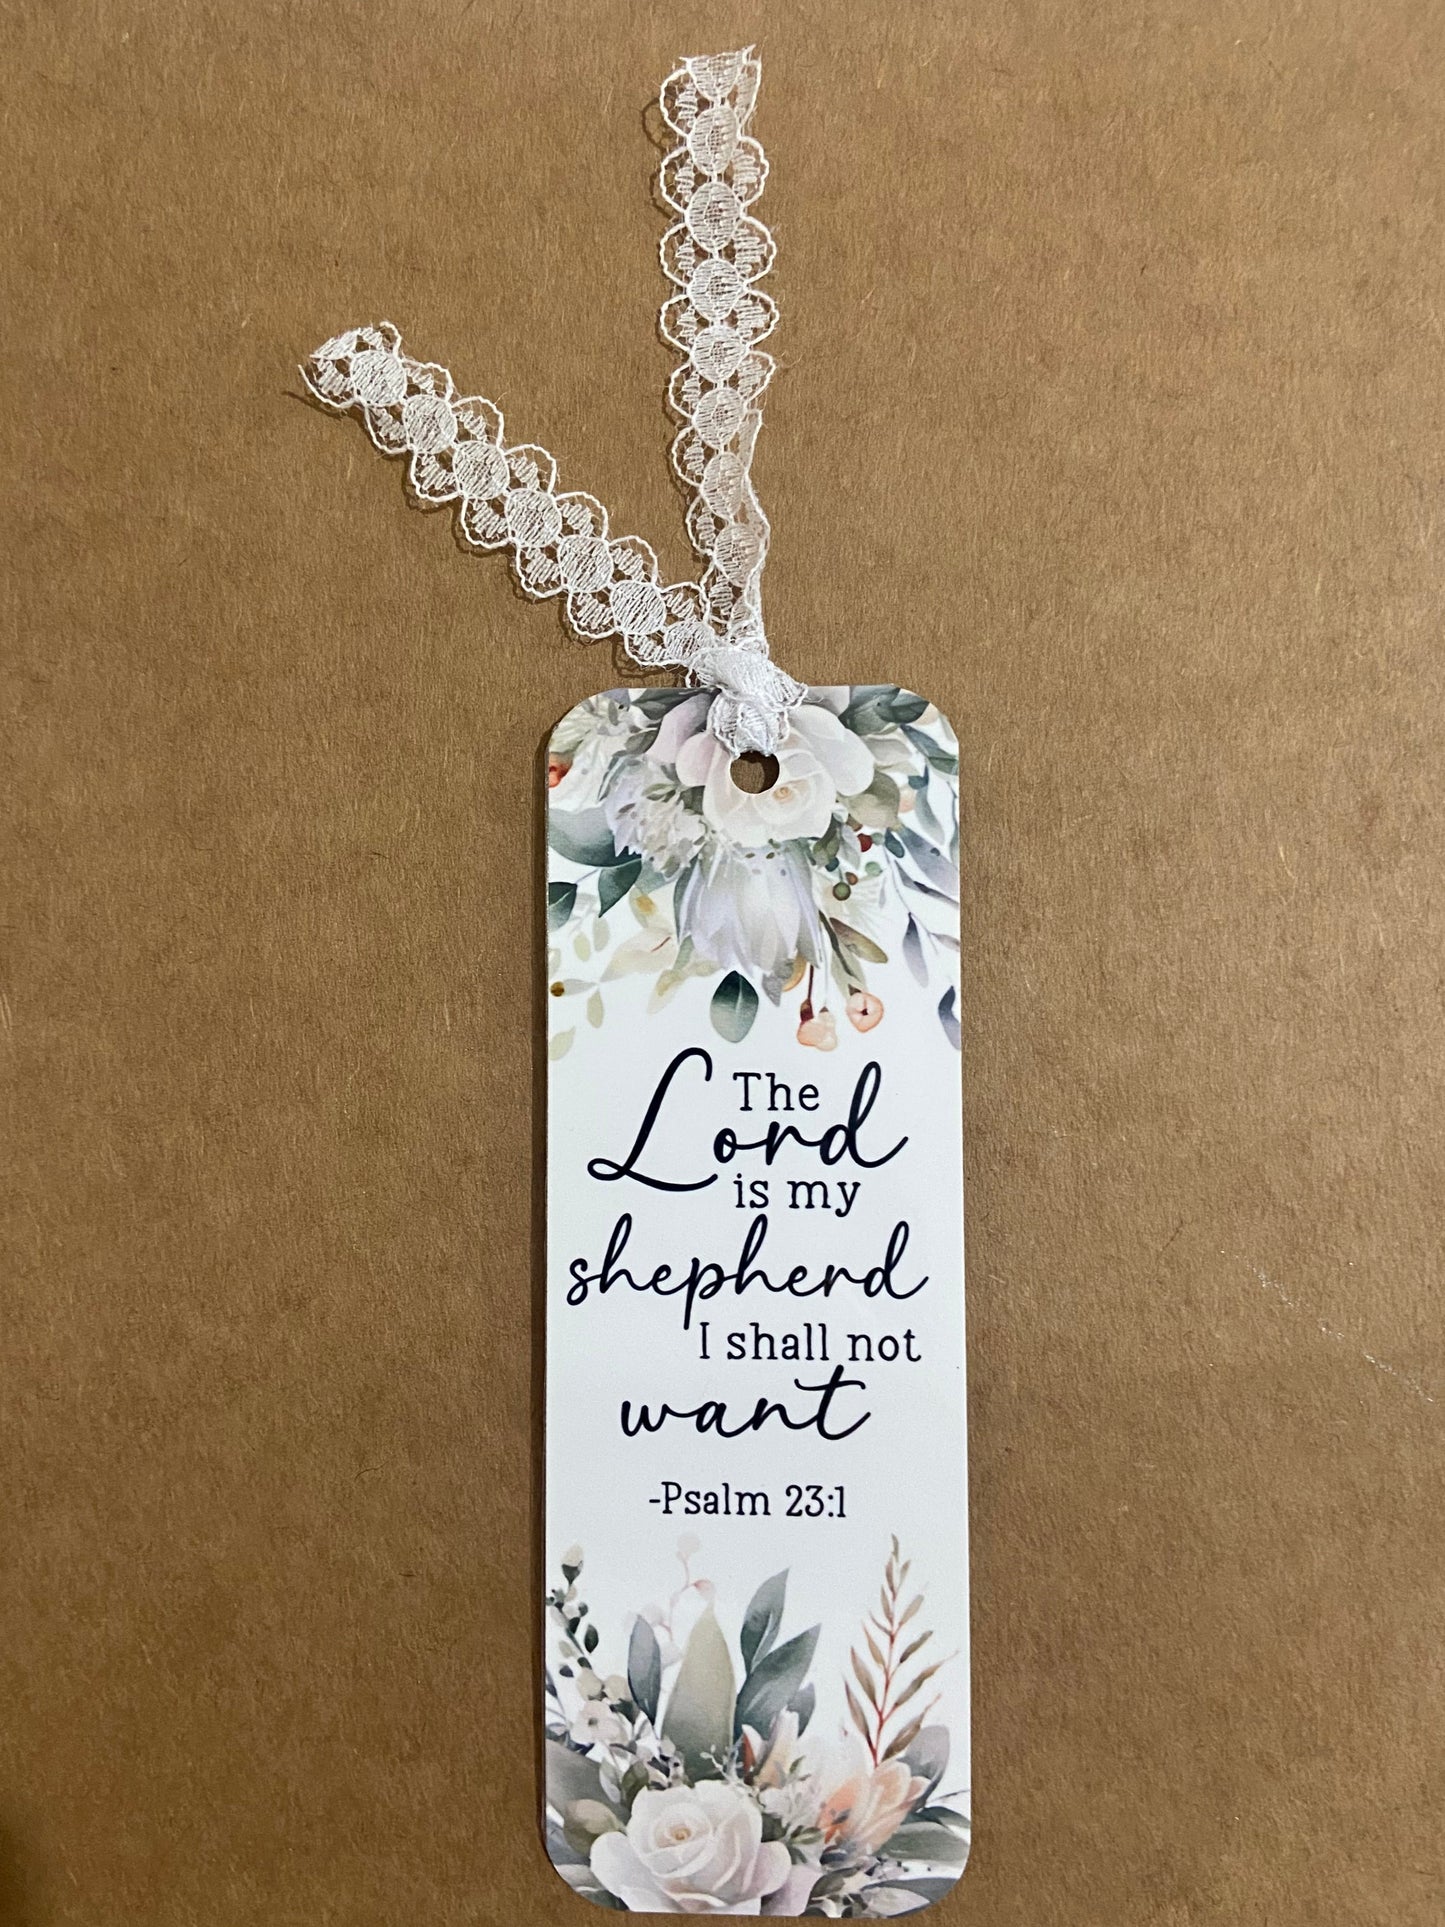 The
Lord
is my
shepherd
I shall not
want
-Psalm 23:1